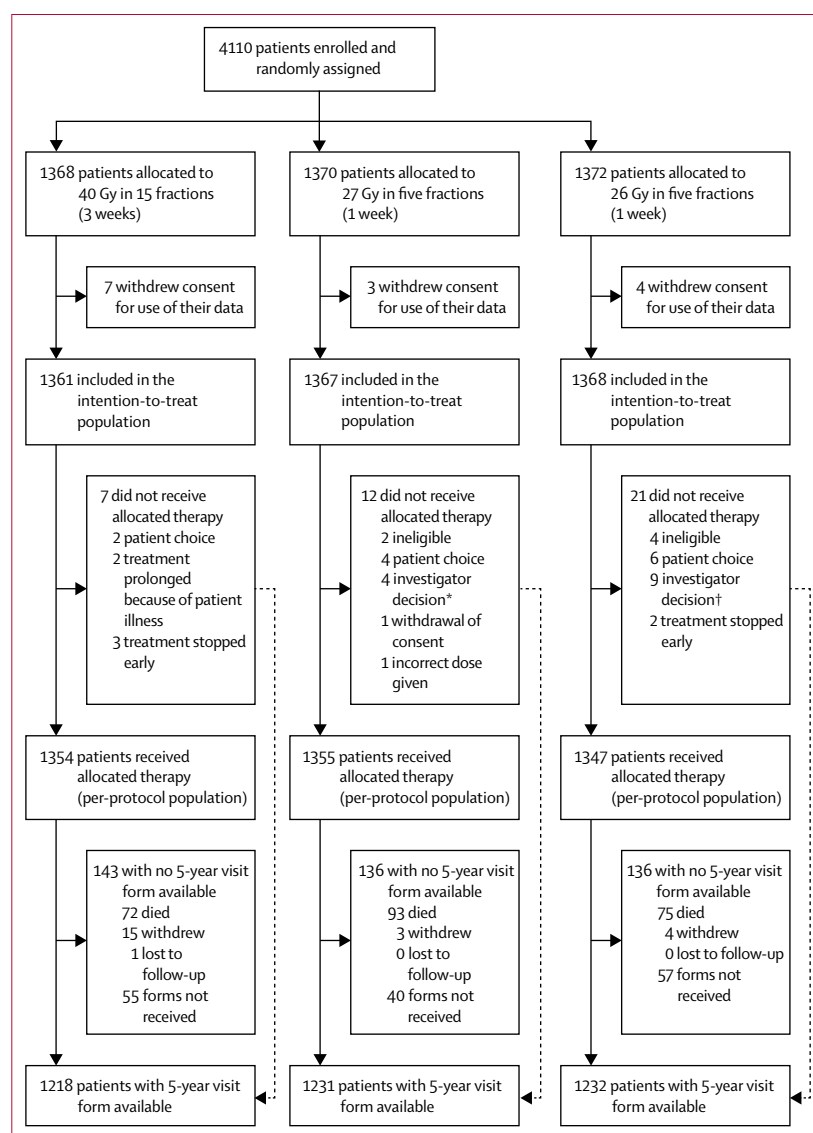 4110 patients enrolled and
randomly assigned
1368 patients allocated to
40 Gy in 15 fractions
(3 weeks)
1370 patients allocated to
27 Gy in five fractions
(1 week)
1372 patients allocated to
26 Gy in five fractions
(1 week)
7 withdrew consent
for use of their data
3 withdrew consent
for use of their data
4 withdrew consent
for use of their data
1361 included in the
intention-to-treat
population
1367 included in the
intention-to-treat
population
1368 included in the
intention-to-treat
population
7 did not receive
allocated therapy
2 patient choice
2 treatment
prolonged
because of patient
illness
3 treatment stopped
early
12 did not receive
allocated therapy
2 ineligible
4 patient choice
4 investigator
decision*
1 withdrawal of
consent
1 incorrect dose
given
21 did not receive
allocated therapy
4 ineligible
6 patient choice
9 investigator
decision†
2 treatment stopped
early
1354 patients received
allocated therapy
(per-protocol population)
1355 patients received
allocated therapy
(per-protocol population)
1347 patients received
allocated therapy
(per-protocol population)
143 with no 5-year visit
form available
72 died
15 withdrew
1 lost to
follow-up
55 forms not
received
136 with no 5-year visit
form available
93 died
3 withdrew
0 lost to
follow-up
40 forms not
received
136 with no 5-year visit
form available
75 died
4 withdrew
0 lost to follow-up
57 forms not
received
1218 patients with 5-year visit
form available
1231 patients with 5-year visit
form available
1232 patients with 5-year visit
form available